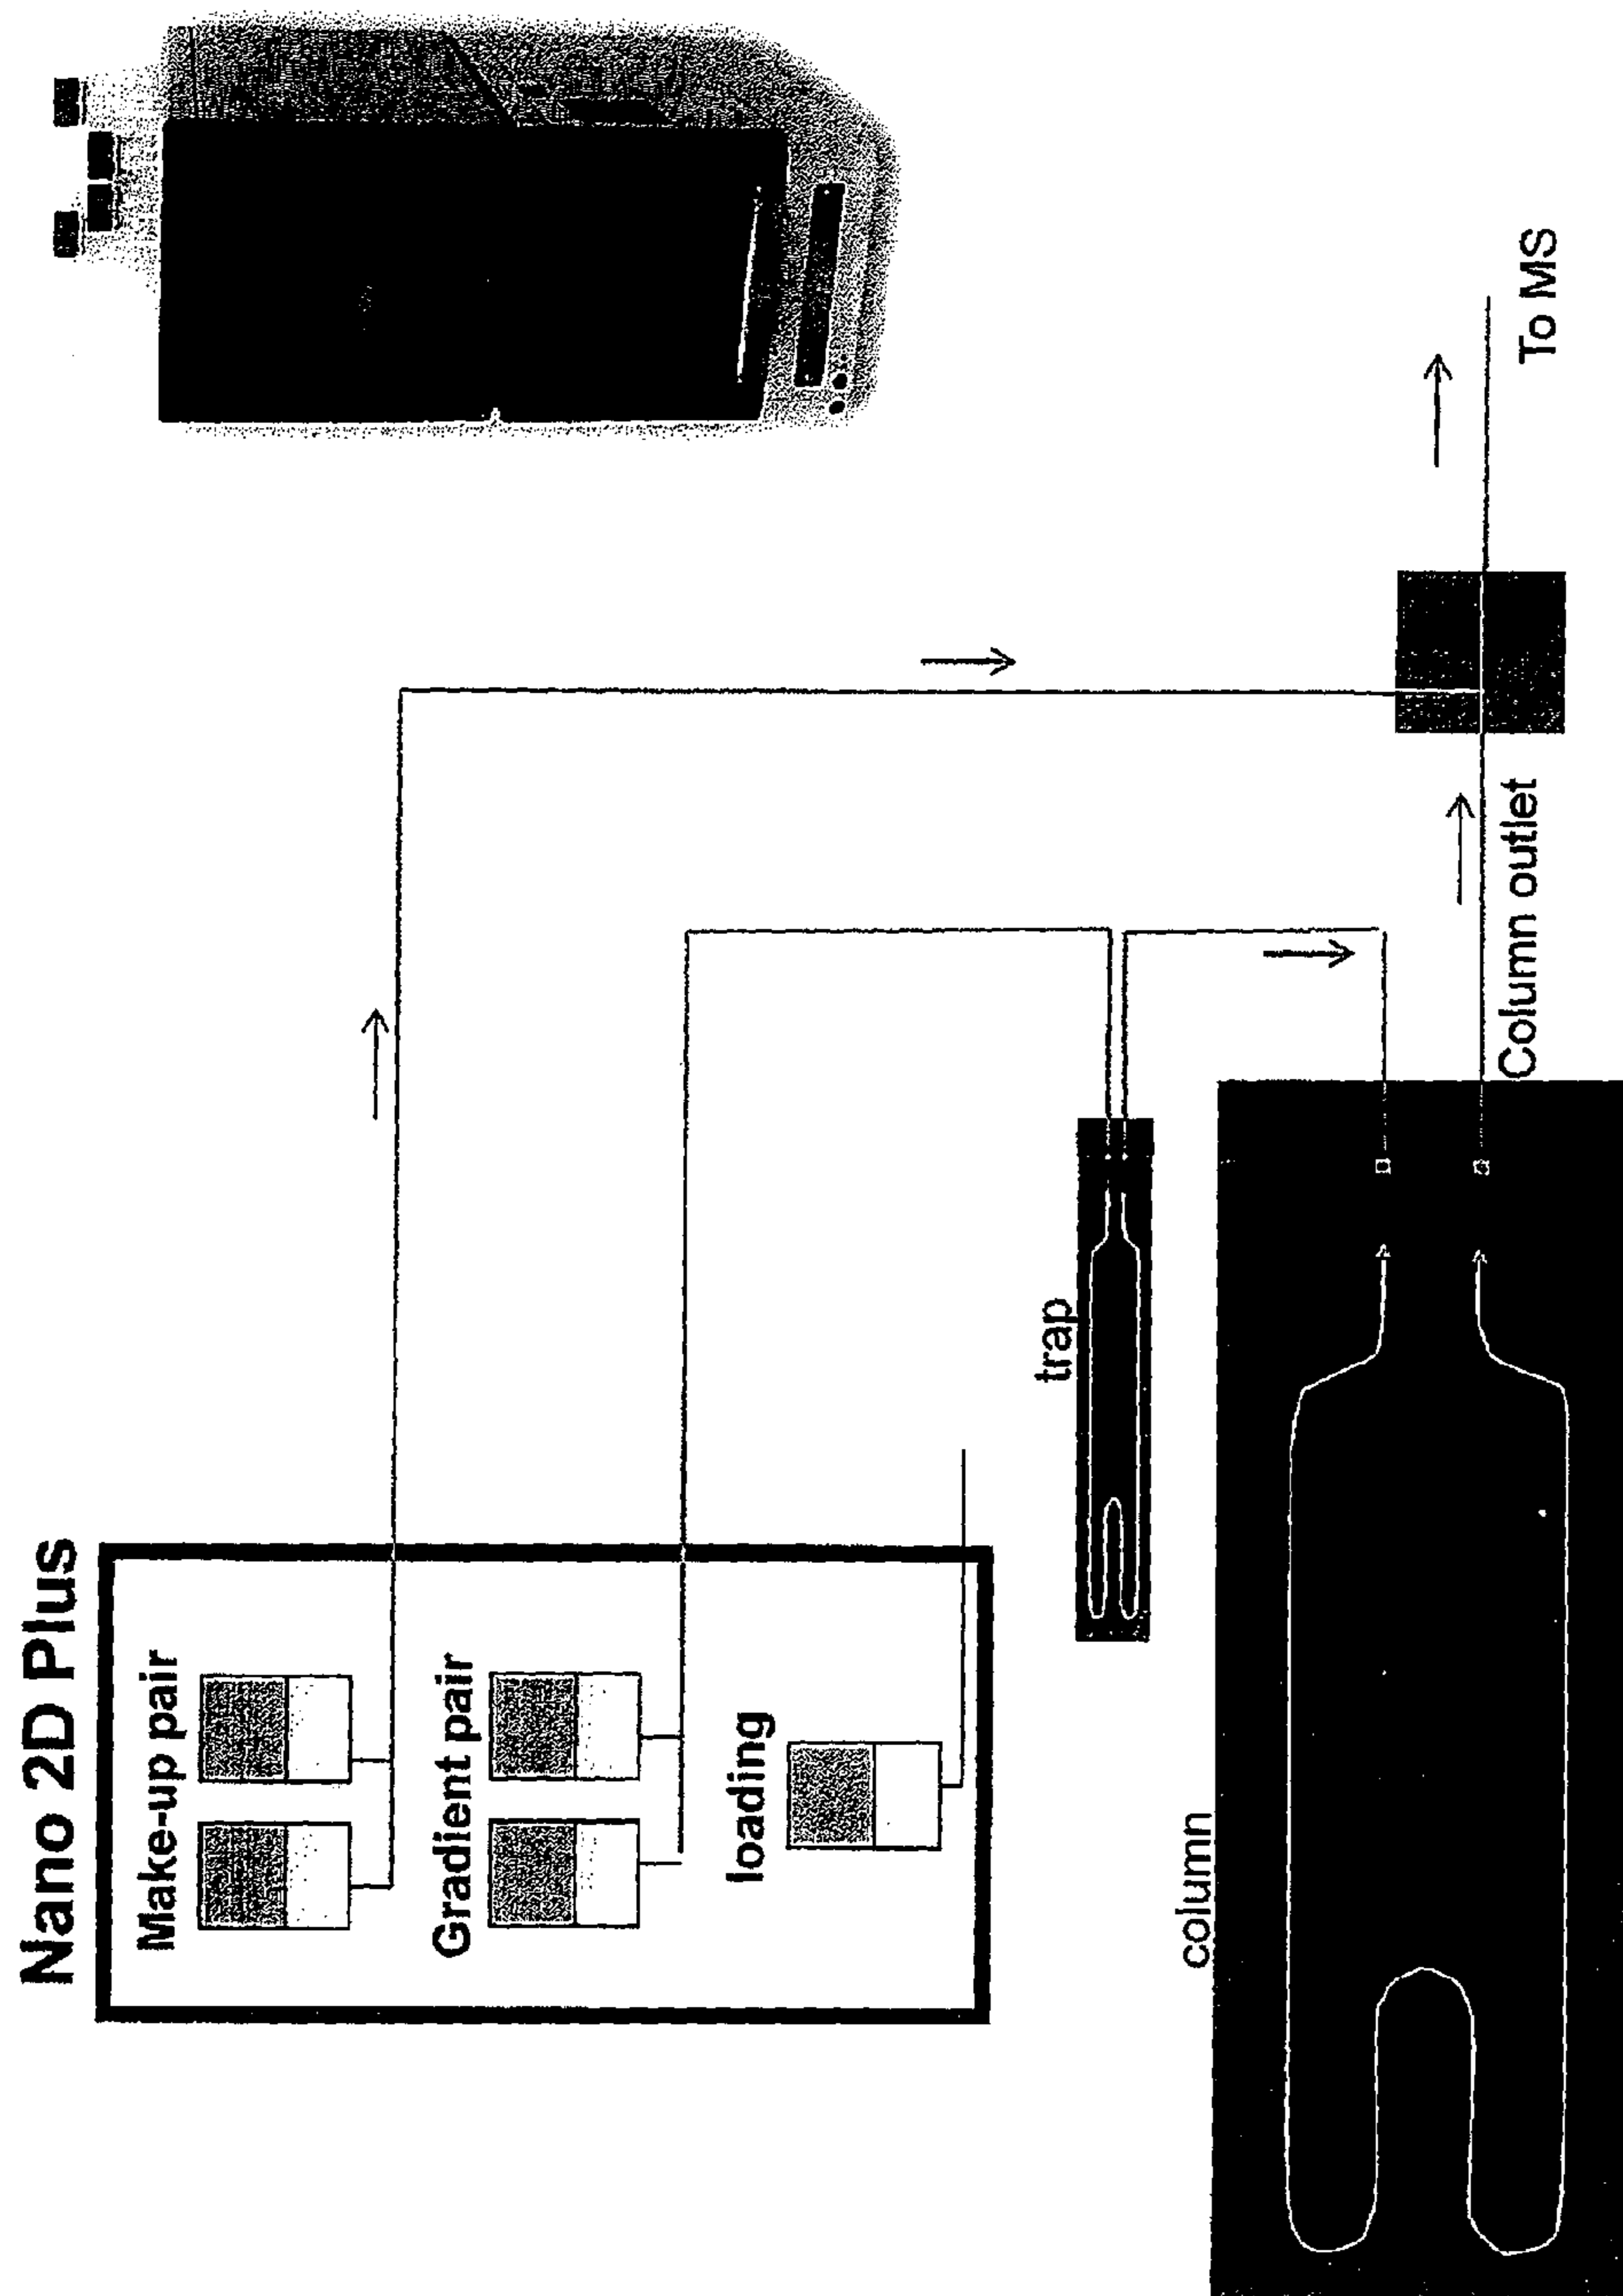 Nano 2D Plus
Make-up pair
Gradient pair
loading
trap
column
Column outlet
To MS